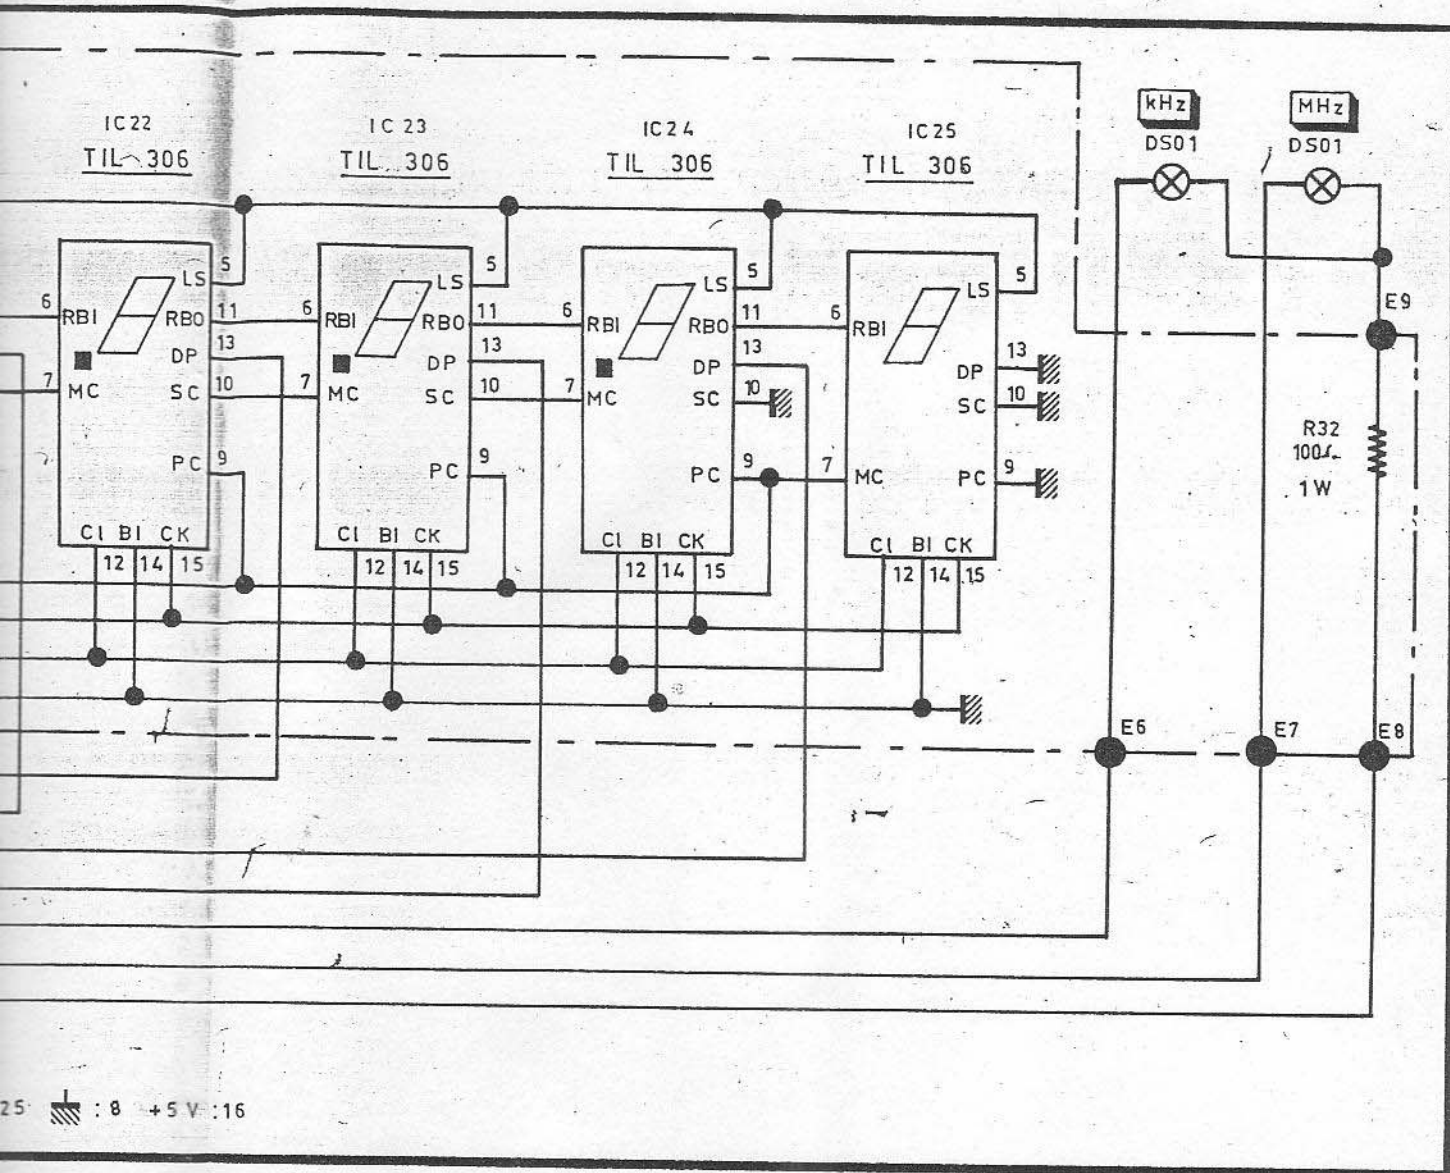 kHz
MHz
DS01
DS01
IC22
TIL 306
IC 23
TIL 306
IC24
TIL 306
IC25
TIL 306
6
RBI
LS
5
RBO
11
DP
13
7
MC
SC
10
PC
9
CI
BI
CK
12
14
15
6
RBI
LS
5
RBO
11
DP
13
7
MC
SC
10
PC
9
CI
BI
CK
12
14
15
6
RBI
LS
5
RBO
11
DP
13
7
MC
SC
10
PC
9
CI
BI
CK
12
14
15
6
RBI
LS
5
DP
13
SC
10
7
MC
PC
9
CI
BI
CK
12
14
15
E9
R32
100Ω
1W
E6
E7
E8
25 : 8 +5 V : 16